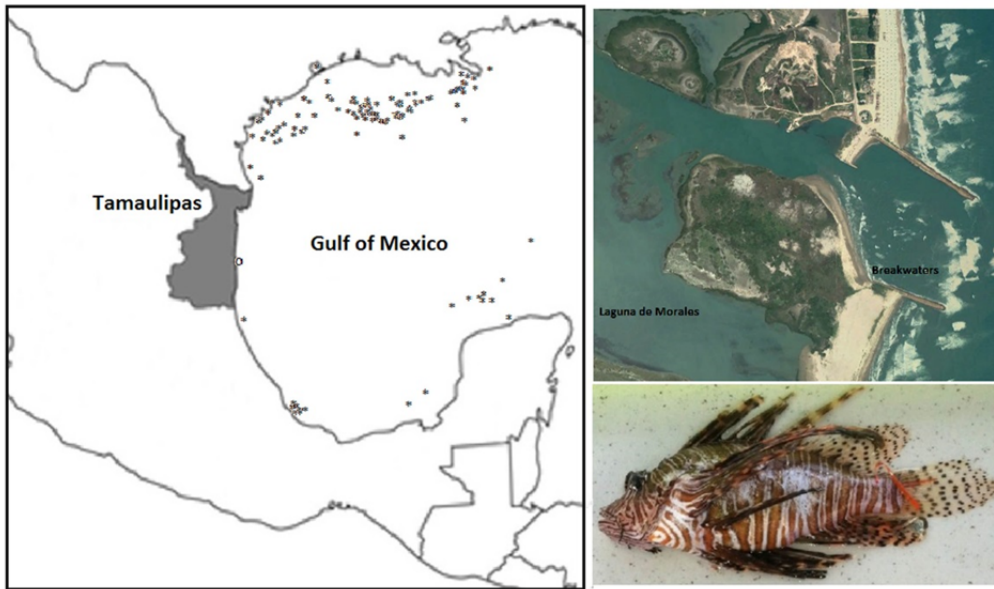 Tamaulipas
Gulf of Mexico
Breakwaters
Laguna de Morales